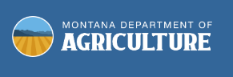 MONTANA DEPARTMENT OF
AGRICULTURE